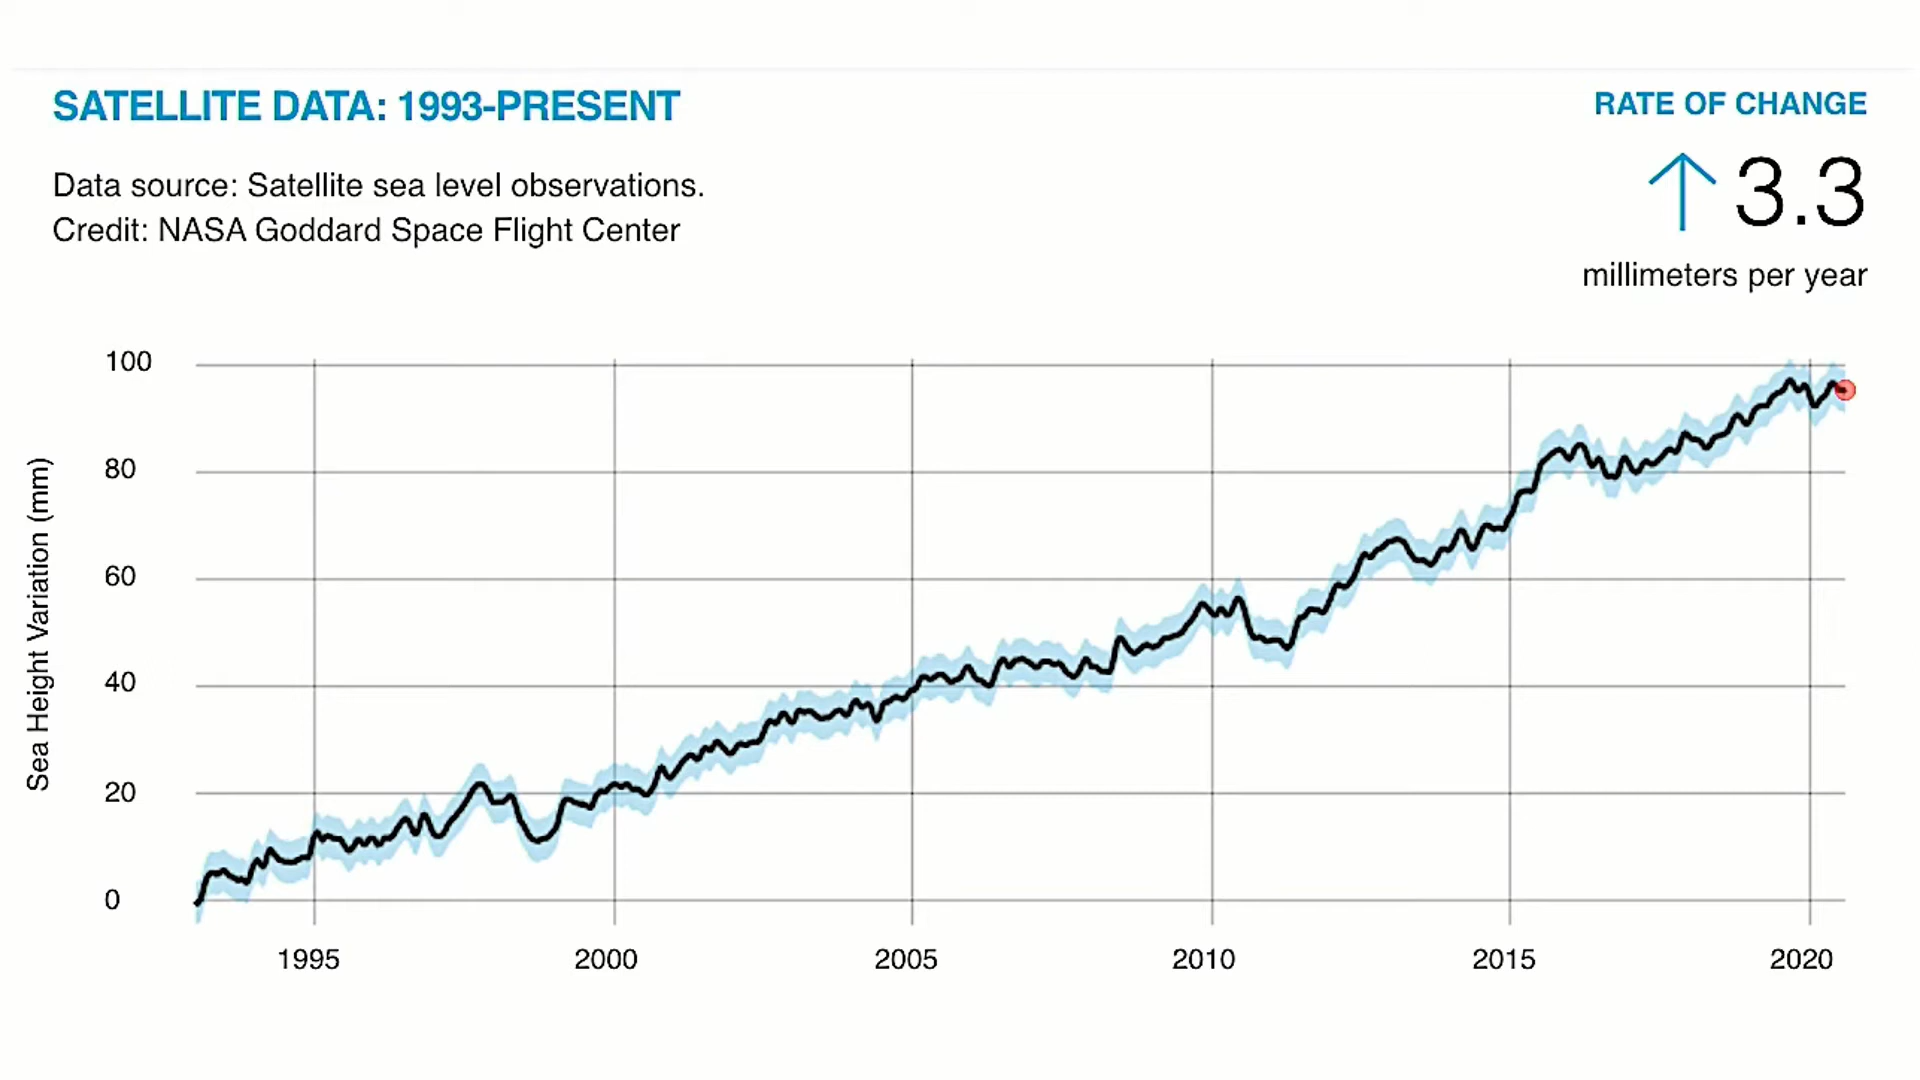 SATELLITE DATA: 1993-PRESENT
RATE OF CHANGE
Data source: Satellite sea level observations.
Credit: NASA Goddard Space Flight Center
3.3
millimeters per year
Sea Height Variation (mm)
100
80
60
40
20
0
1995 2000 2005 2010 2015 2020